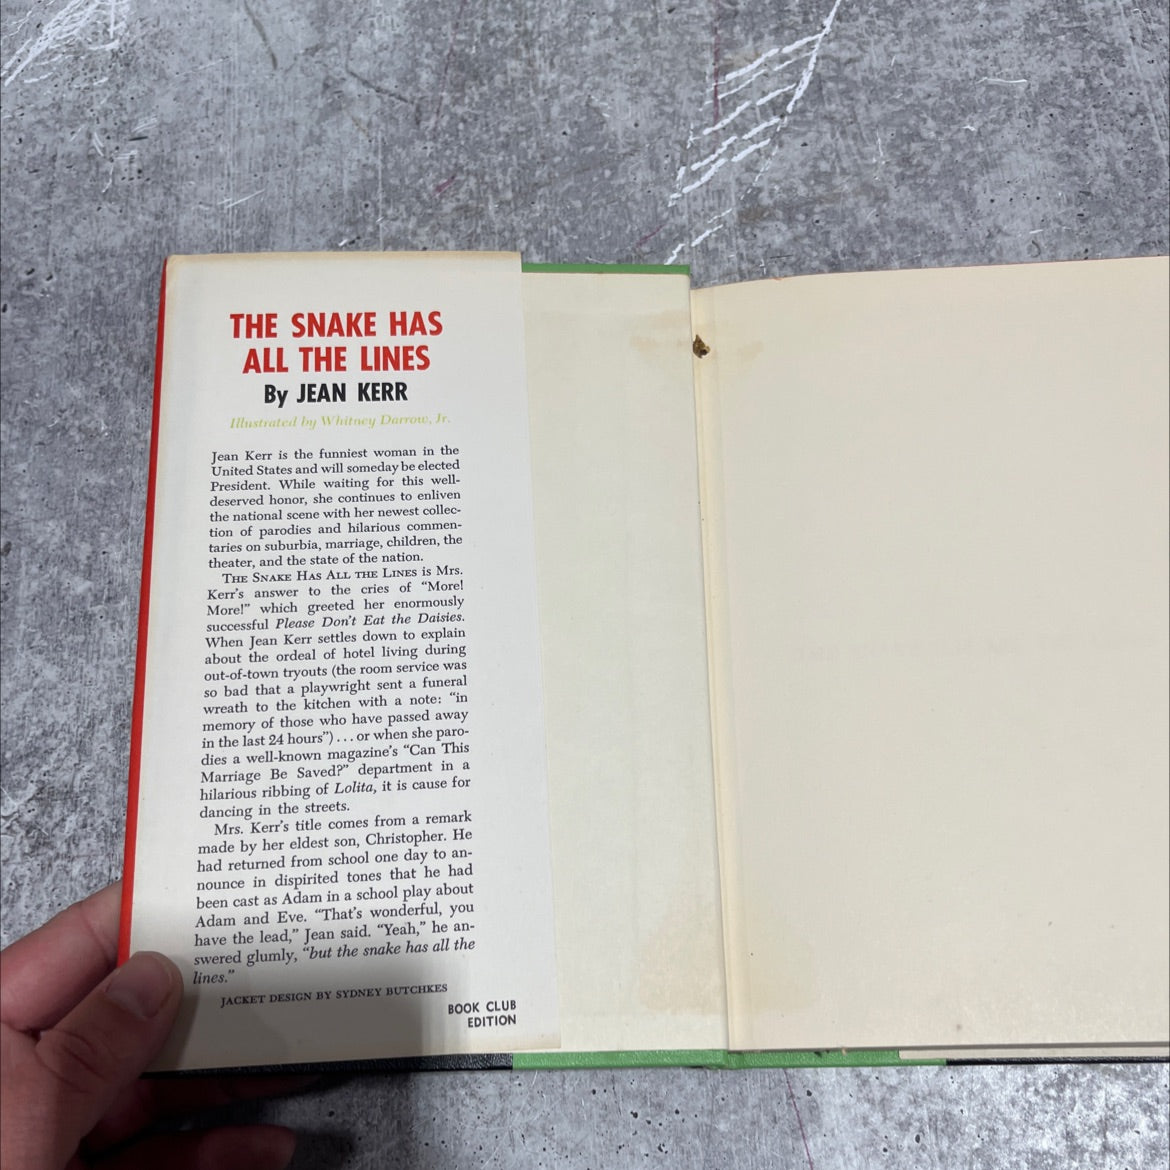 THE SNAKE HAS
ALL THE LINES
By JEAN KERR
Illustrated by Whitney Darrow, Jr.
Jean Kerr is the funniest woman in the
United States and will someday be elected
President. While waiting for this well-
deserved honor, she continues to enliven
the national scene with her newest collec-
tion of parodies and hilarious commen-
taries on suburbia, marriage, children, the
theater, and the state of the nation.
THE SNAKE HAS ALL THE LINES is Mrs.
Kerr's answer to the cries of “More!
More!” which greeted her enormously
successful Please Don't Eat the Daisies.
When Jean Kerr settles down to explain
about the ordeal of hotel living during
out-of-town tryouts (the room service was
so bad that a playwright sent a funeral
wreath to the kitchen with a note: “in
memory of those who have passed away
in the last 24 hours”) . . . or when she paro-
dies a well-known magazine's “Can This
Marriage Be Saved?” department in a
hilarious ribbing of Lolita, it is cause for
dancing in the streets.
Mrs. Kerr's title comes from a remark
made by her eldest son, Christopher. He
had returned from school one day to an-
nounce in dispirited tones that he had
been cast as Adam in a school play about
Adam and Eve. “That's wonderful, you
have the lead,” Jean said. “Yeah,” he an-
swered glumly, “but the snake has all the
lines.”
JACKET DESIGN BY SYDNEY BUTCHKES
BOOK CLUB
EDITION